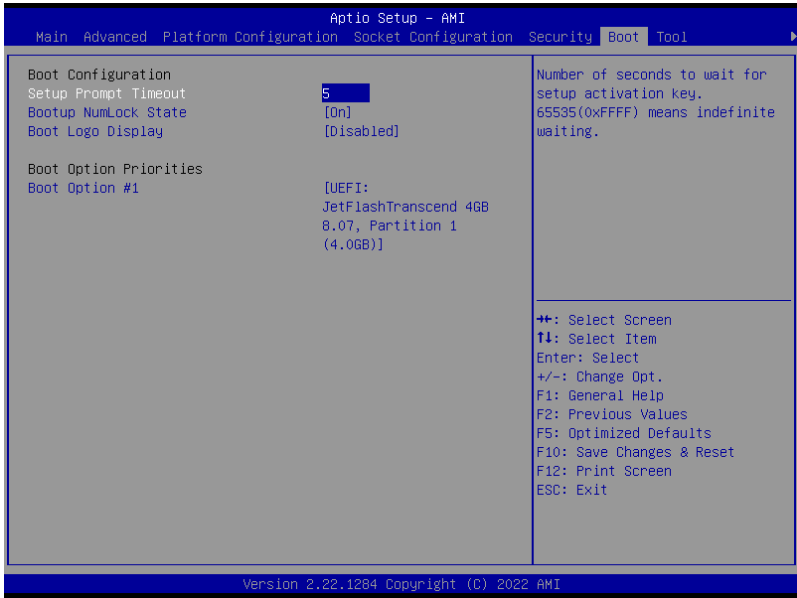 Aptio Setup – AMI
Main Advanced Platform Configuration Socket Configuration Security Boot Tool
Boot Configuration
Setup Prompt Timeout 5
Bootup NumLock State [On]
Boot Logo Display [Disabled]
Boot Option Priorities
Boot Option #1 [UEFI:
JetFlashTranscend 4GB
8.07, Partition 1
(4.0GB)]
Number of seconds to wait for
setup activation key.
65535(0xFFFF) means indefinite
waiting.
→←: Select Screen
↑↓: Select Item
Enter: Select
+/-: Change Opt.
F1: General Help
F2: Previous Values
F5: Optimized Defaults
F10: Save Changes & Reset
F12: Print Screen
ESC: Exit
Version 2.22.1284 Copyright (C) 2022 AMI